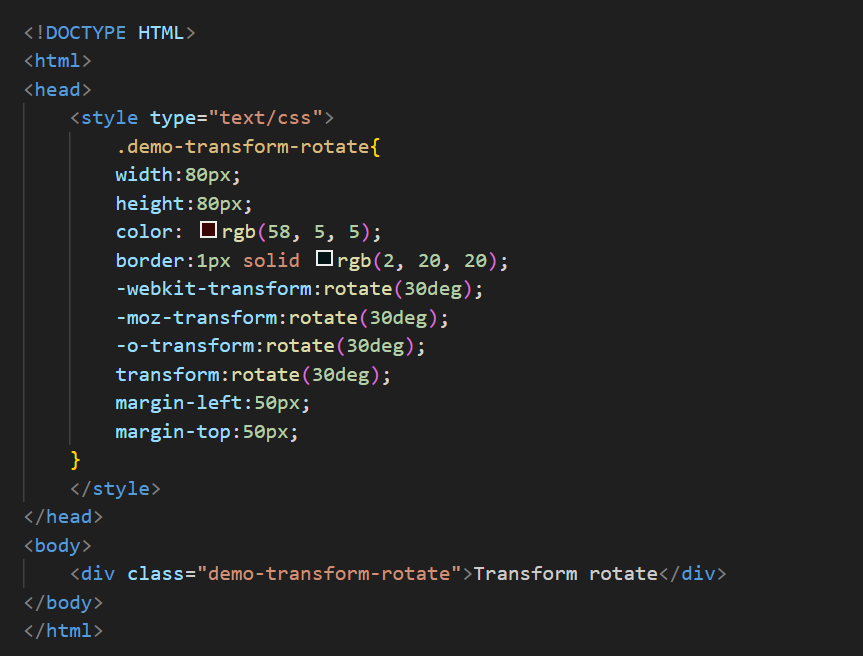 <!DOCTYPE HTML>
<html>
<head>
    <style type="text/css">
        .demo-transform-rotate{
        width:80px;
        height:80px;
        color: rgb(58, 5, 5);
        border:1px solid rgb(2, 20, 20);
        -webkit-transform:rotate(30deg);
        -moz-transform:rotate(30deg);
        -o-transform:rotate(30deg);
        transform:rotate(30deg);
        margin-left:50px;
        margin-top:50px;
    }
    </style>
</head>
<body>
    <div class="demo-transform-rotate">Transform rotate</div>
</body>
</html>